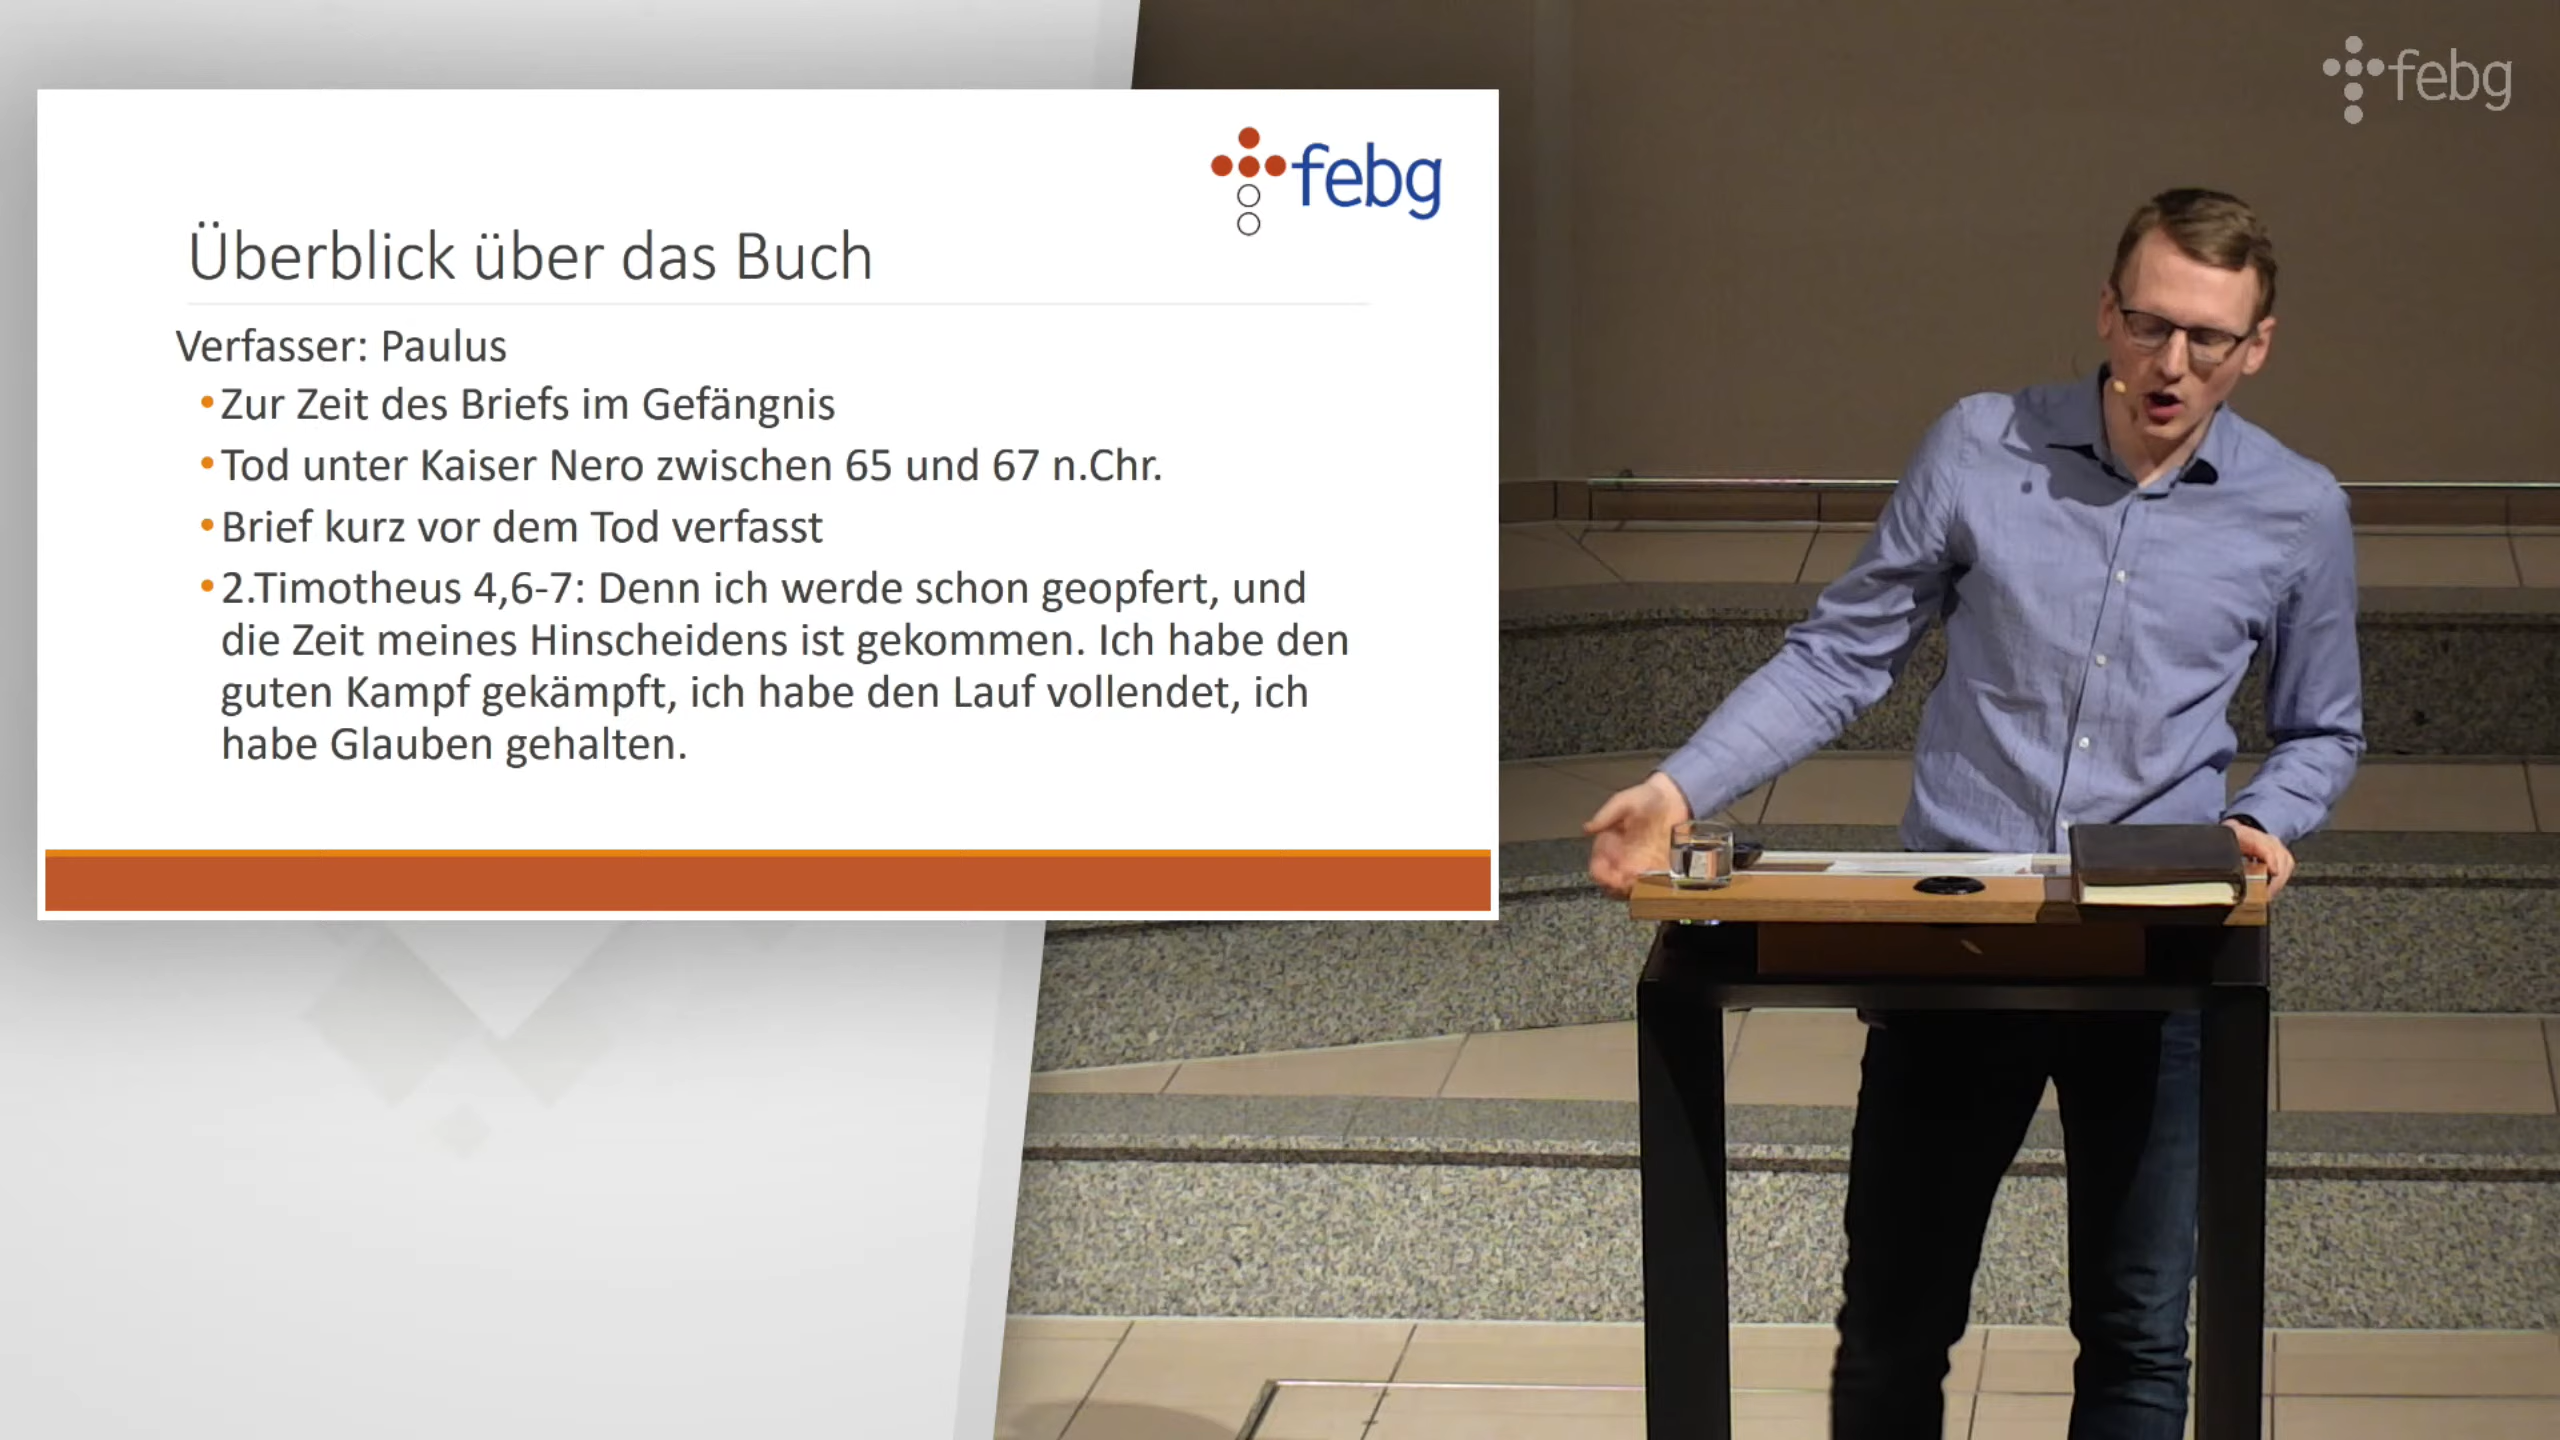 febg
febg
Überblick über das Buch
Verfasser: Paulus
•Zur Zeit des Briefs im Gefängnis
•Tod unter Kaiser Nero zwischen 65 und 67 n.Chr.
•Brief kurz vor dem Tod verfasst
•2.Timotheus 4,6-7: Denn ich werde schon geopfert, und
die Zeit meines Hinscheidens ist gekommen. Ich habe den
guten Kampf gekämpft, ich habe den Lauf vollendet, ich
habe Glauben gehalten.